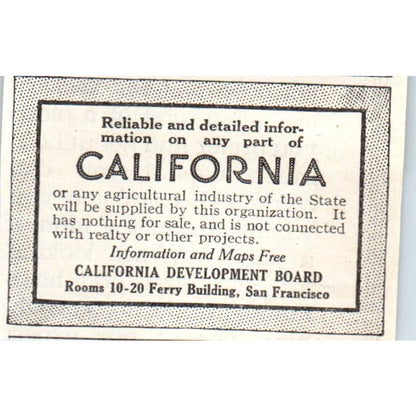 Reliable and detailed infor-
mation on any part of
CALIFORNIA
or any agricultural industry of the State
will be supplied by this organization. It
has nothing for sale, and is not connected
with realty or other projects.
Information and Maps Free
CALIFORNIA DEVELOPMENT BOARD
Rooms 10-20 Ferry Building, San Francisco